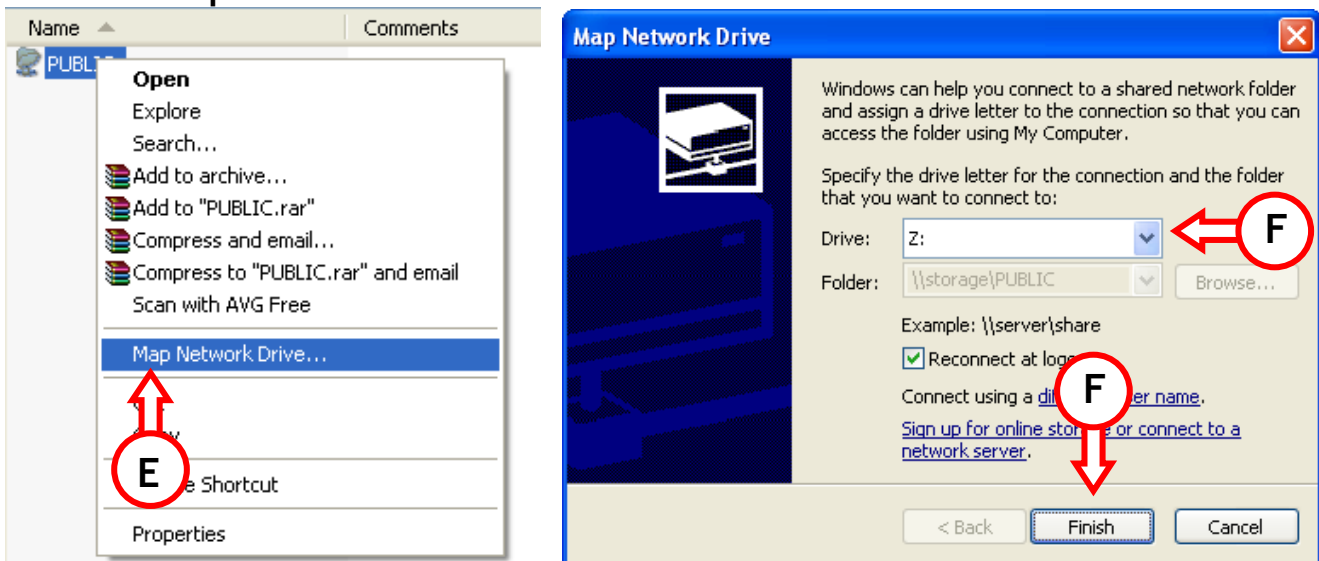 Name Comments
PUBL
Open
Explore
Search...
Add to archive...
Add to "PUBLIC.rar"
Compress and email...
Compress to "PUBLIC.rar" and email
Scan with AVG Free
Map Network Drive...
E
Shortcut
Properties
Map Network Drive
Windows can help you connect to a shared network folder
and assign a drive letter to the connection so that you can
access the folder using My Computer.
Specify the drive letter for the connection and the folder
that you want to connect to:
Drive: Z:
F
Folder: \\storage\PUBLIC Browse...
Example: \\server\share
Reconnect at
F
Connect using a name.
Sign up for online or connect to a
network server.
< Back Finish Cancel